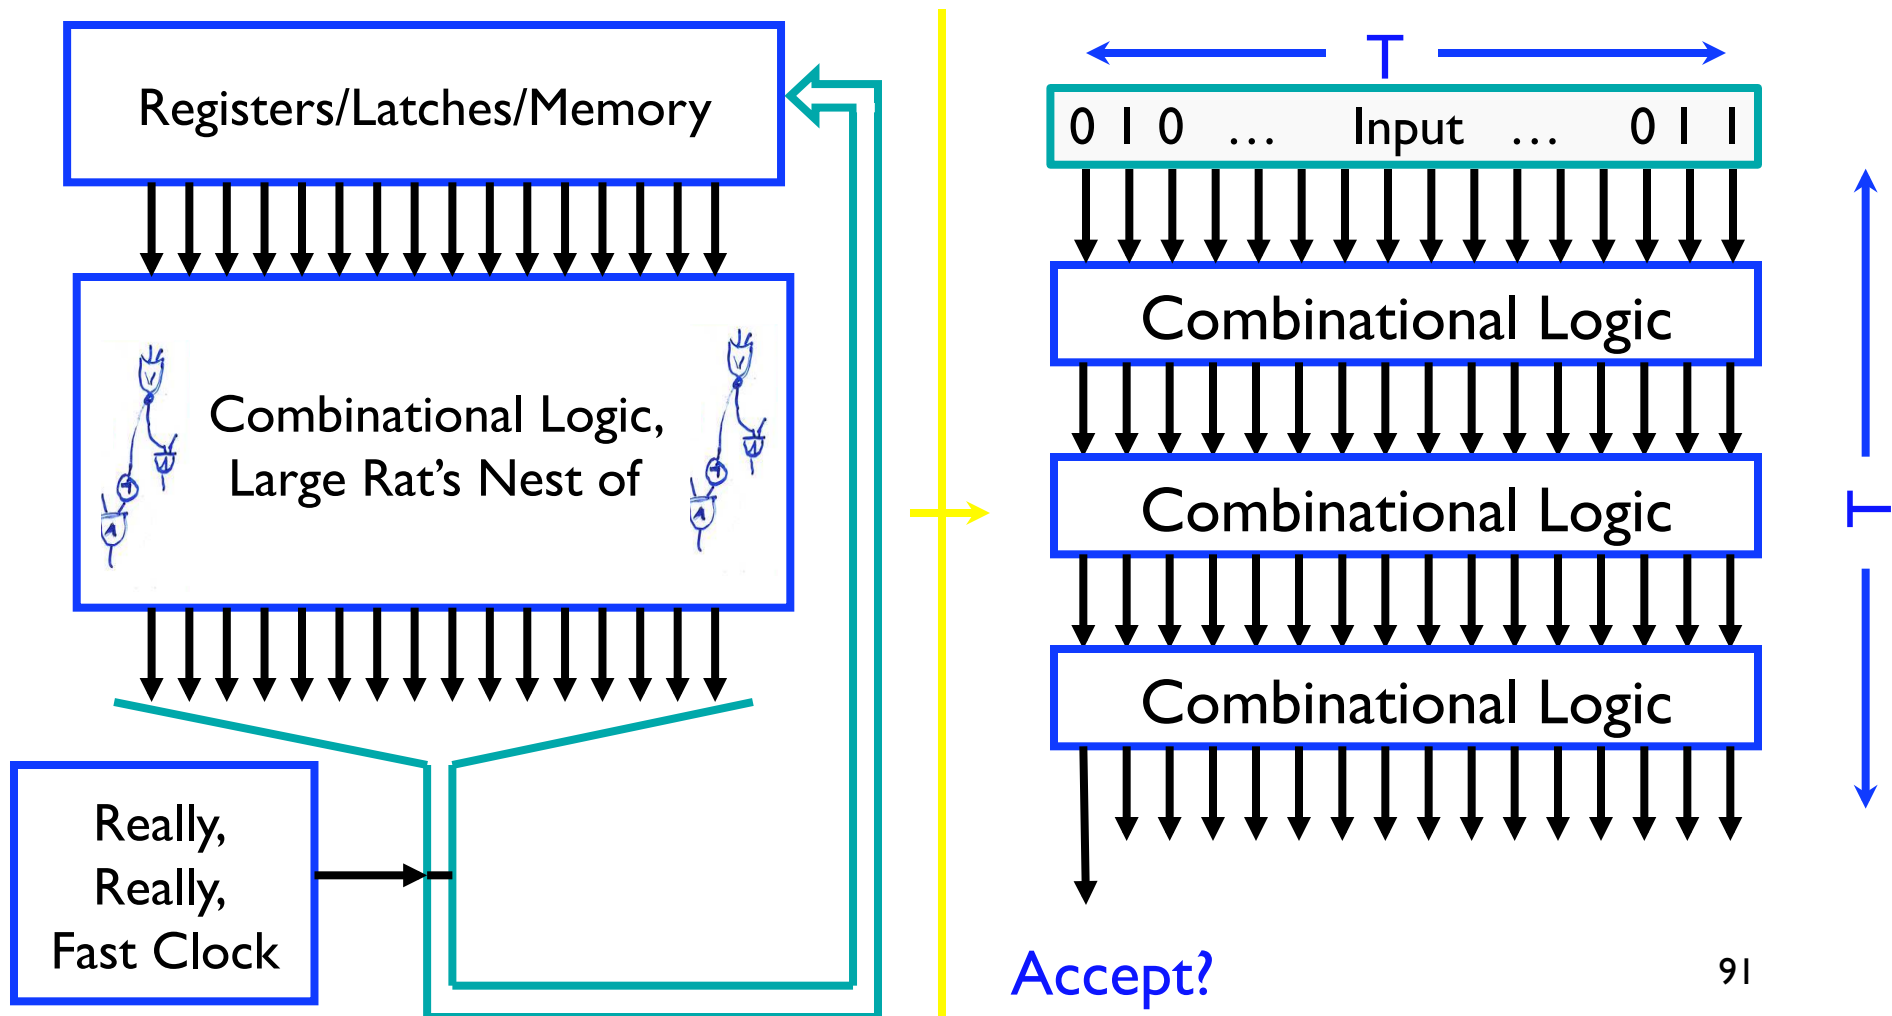 Registers/Latches/Memory
Combinational Logic,
Large Rat's Nest of
Really,
Really,
Fast Clock
T
0 1 0 … Input … 0 1 1
Combinational Logic
Combinational Logic
Combinational Logic
T
Accept?
91